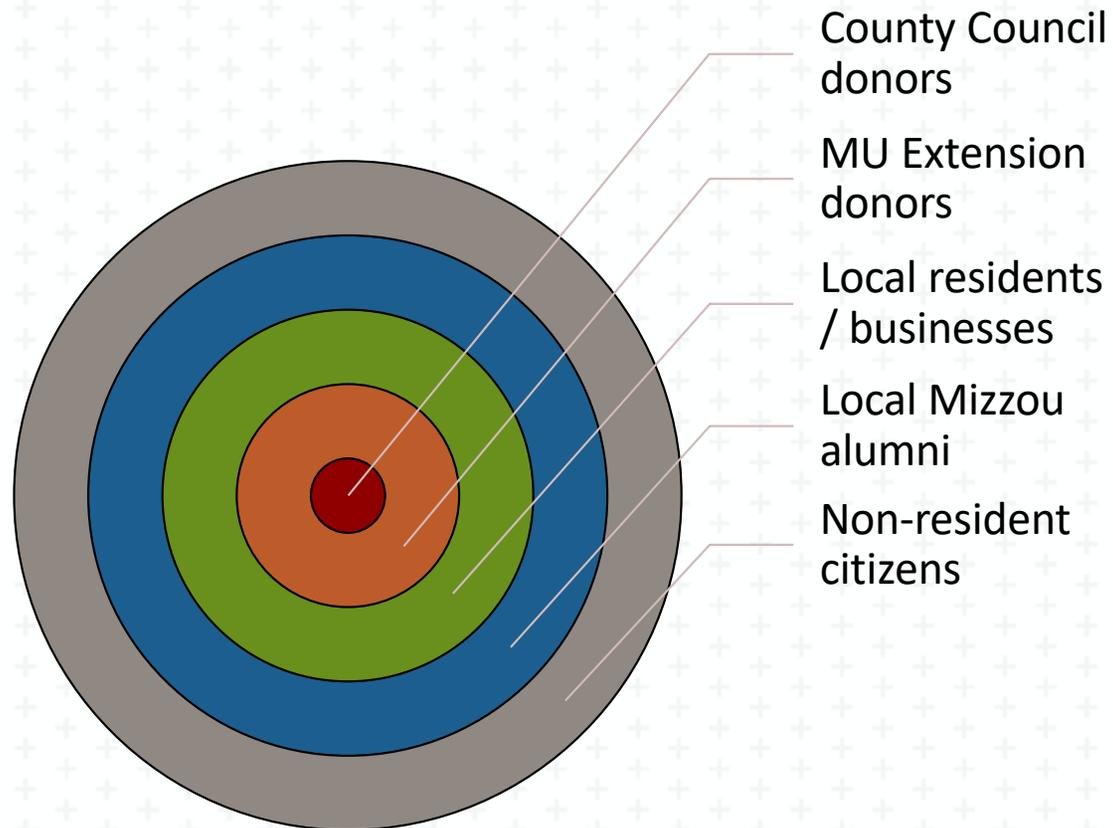 County Council
donors
MU Extension
donors
Local residents
/ businesses
Local Mizzou
alumni
Non-resident
citizens